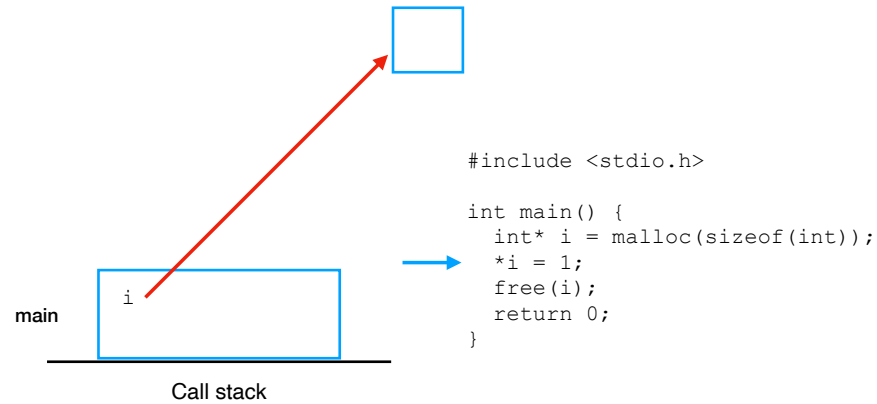 #include <stdio.h>
int main() {
  int* i = malloc(sizeof(int));
  *i = 1;
  free(i);
  return 0;
}
i
main
Call stack